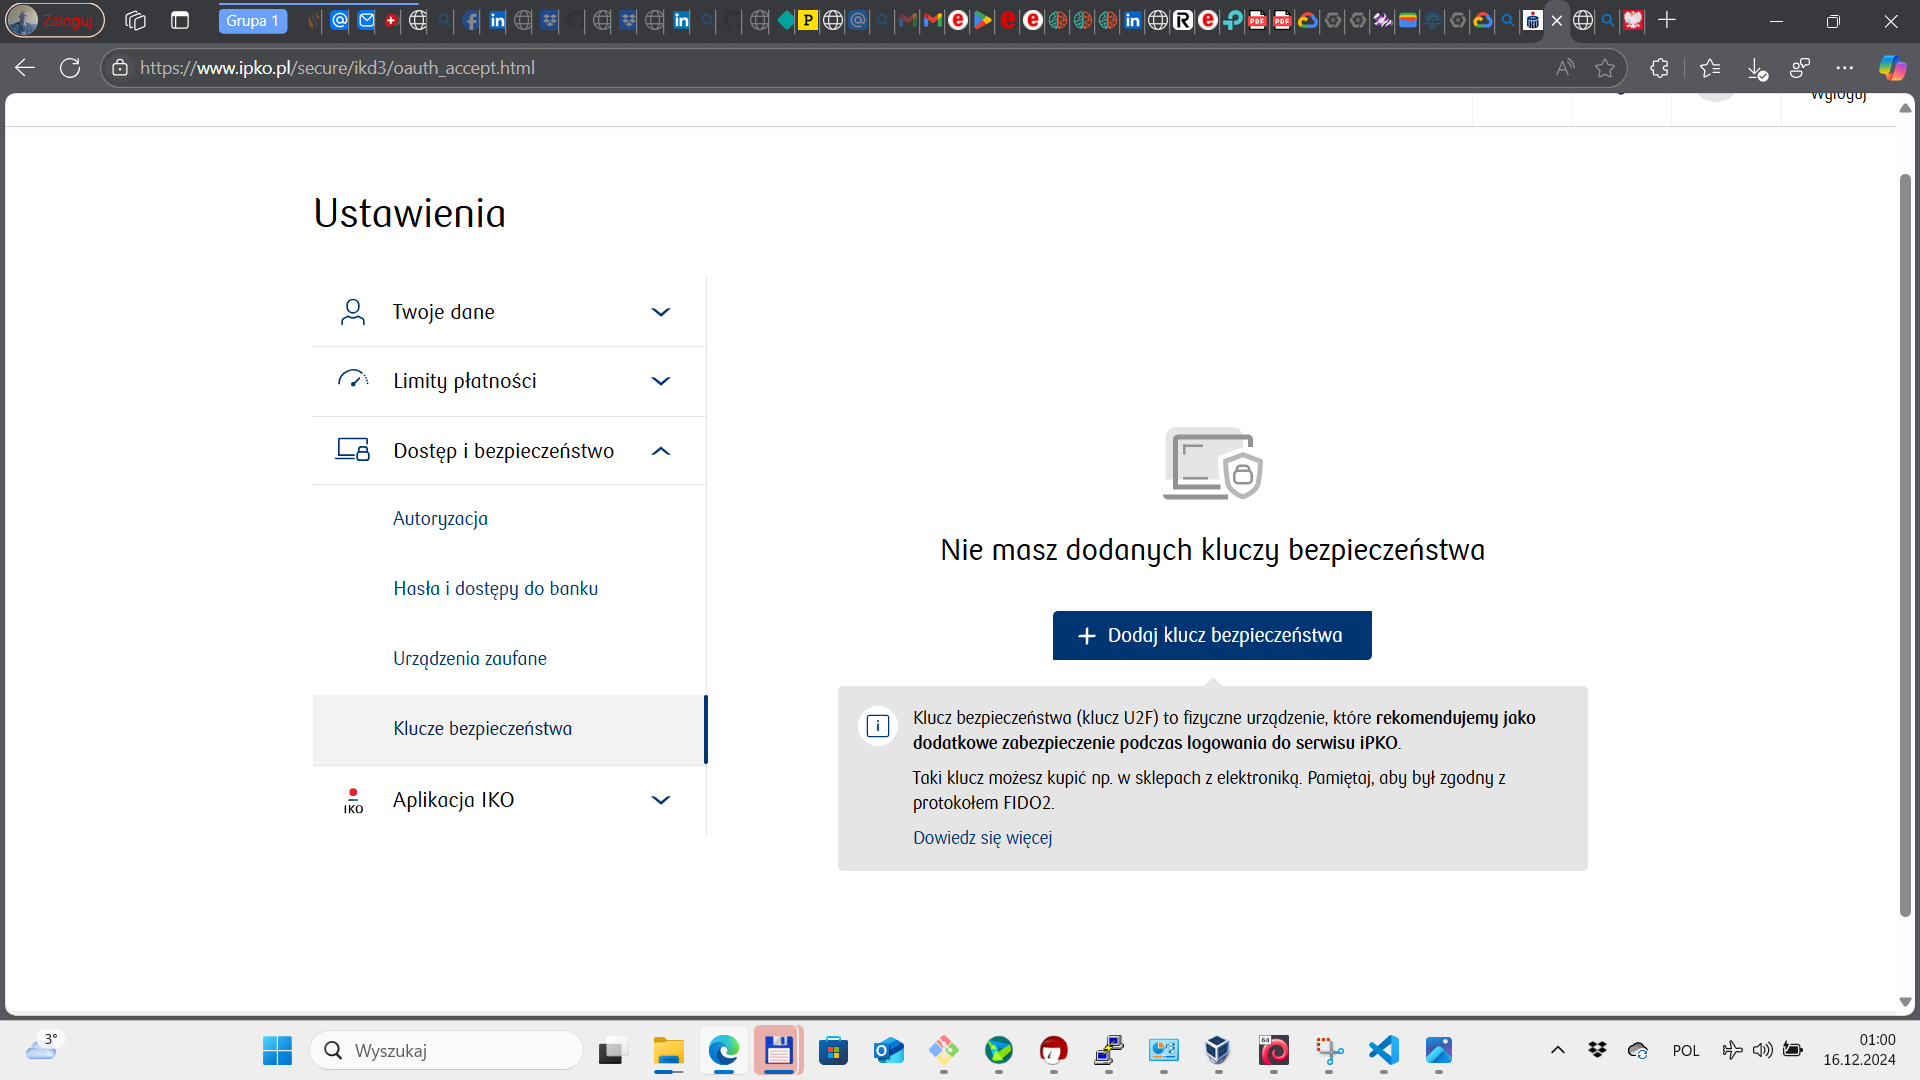 Zaloguj
Grupa 1
https://www.ipko.pl/secure/ikd3/oauth_accept.html
Wyloguj
Ustawienia
Twoje dane
Limity płatności
Dostęp i bezpieczeństwo
Autoryzacja
Hasła i dostępy do banku
Urządzenia zaufane
Klucze bezpieczeństwa
IKO
Aplikacja IKO
Nie masz dodanych kluczy bezpieczeństwa
Dodaj klucz bezpieczeństwa
Klucz bezpieczeństwa (klucz U2F) to fizyczne urządzenie, które rekomendujemy jako
dodatkowe zabezpieczenie podczas logowania do serwisu iPKO.
Taki klucz możesz kupić np. w sklepach z elektroniką. Pamiętaj, aby był zgodny z
protokołem FIDO2.
Dowiedz się więcej
3°
Wyszukaj
64
POL
01:00
16.12.2024